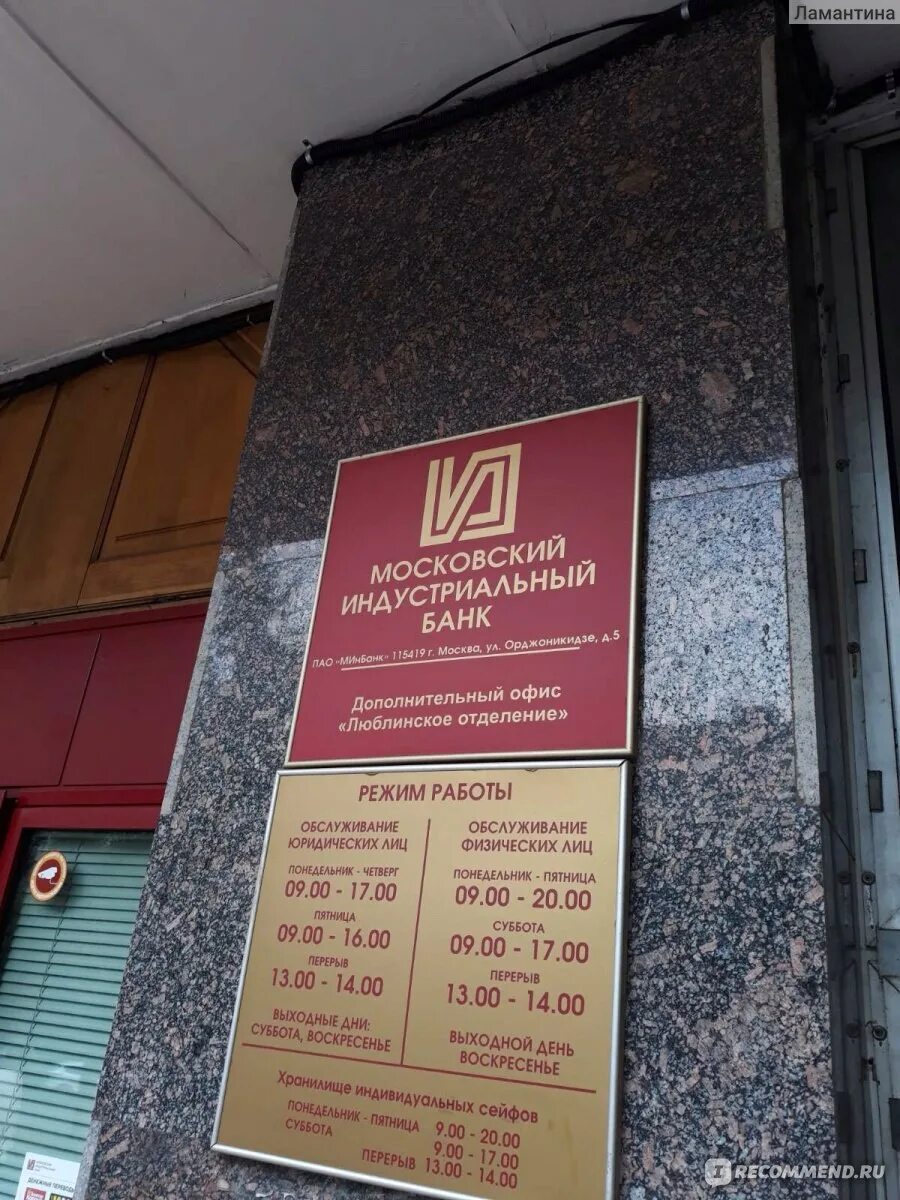 Ламантина
МОСКОВСКИЙ
ИНДУСТРИАЛЬНЫЙ
БАНК
ПАО «МИнБанк» 115419 г. Москва, ул. Орджоникидзе, д.5
Дополнительный офис
«Люблинское отделение»
РЕЖИМ РАБОТЫ
ОБСЛУЖИВАНИЕ
ЮРИДИЧЕСКИХ ЛИЦ
ПОНЕДЕЛЬНИК - ЧЕТВЕРГ
09.00 - 17.00
ПЯТНИЦА
09.00 - 16.00
ПЕРЕРЫВ
13.00 - 14.00
ВЫХОДНЫЕ ДНИ:
СУББОТА, ВОСКРЕСЕНЬЕ
ОБСЛУЖИВАНИЕ
ФИЗИЧЕСКИХ ЛИЦ
ПОНЕДЕЛЬНИК - ПЯТНИЦА
09.00 - 20.00
СУББОТА
09.00 - 17.00
ПЕРЕРЫВ
13.00 - 14.00
ВЫХОДНОЙ ДЕНЬ
ВОСКРЕСЕНЬЕ
Хранилище индивидуальных сейфов
ПОНЕДЕЛЬНИК - ПЯТНИЦА 9.00 - 20.00
СУББОТА 9.00 - 17.00
ПЕРЕРЫВ 13.00 - 14.00
ДЕНЕЖНЫЕ
IRECOMMEND.RU